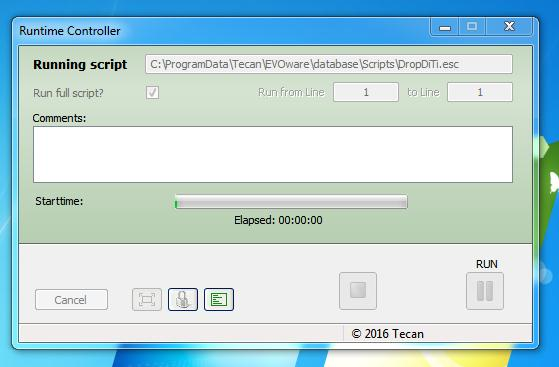 Runtime Controller
Running script C:\ProgramData\Tecan\EVOware\database\Scripts\DropDiTi.esc
Run full script? Run from Line 1 to Line 1
Comments:
Starttime:
Elapsed: 00:00:00
RUN
Cancel
© 2016 Tecan